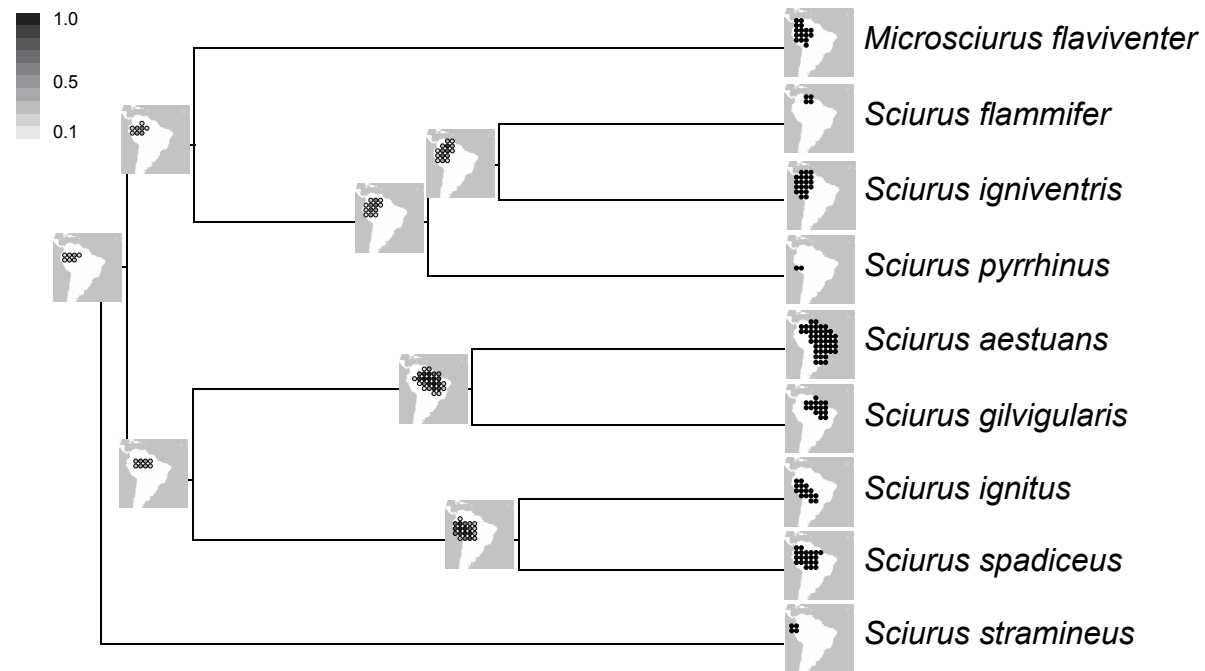 1.0
0.5
0.1
Microsciurus flaviventer
Sciurus flammifer
Sciurus igniventris
Sciurus pyrrhinus
Sciurus aestuans
Sciurus gilvigularis
Sciurus ignitus
Sciurus spadiceus
Sciurus stramineus